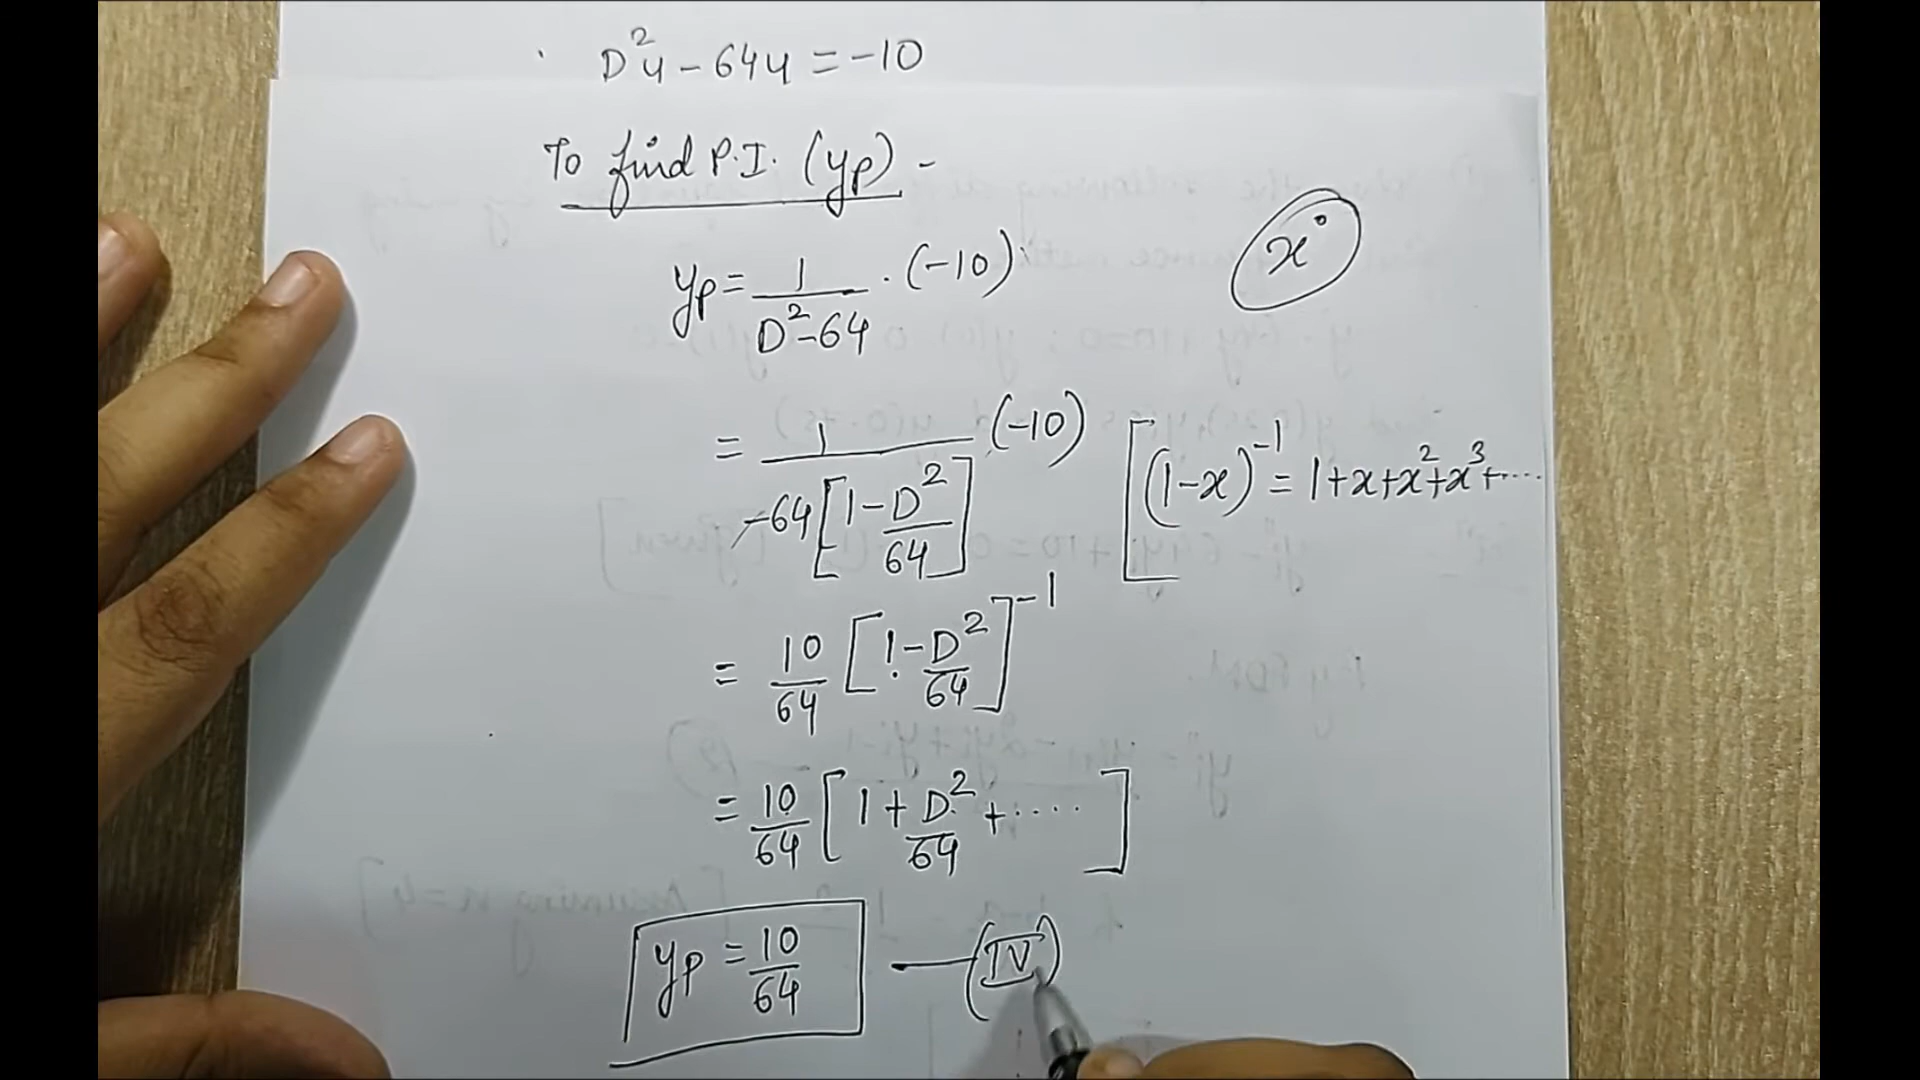 D²y - 64y = -10
To find P.I. (yp) -
yp = 1/(D² - 64) . (-10)
x°
= 1/(-64[1 - D²/64]) (-10)
[(1-x)⁻¹ = 1+x+x²+x³+....
= 10/64 [1 - D²/64]⁻¹
= 10/64 [1 + D²/64 + ....]
yp = 10/64 — (IV)